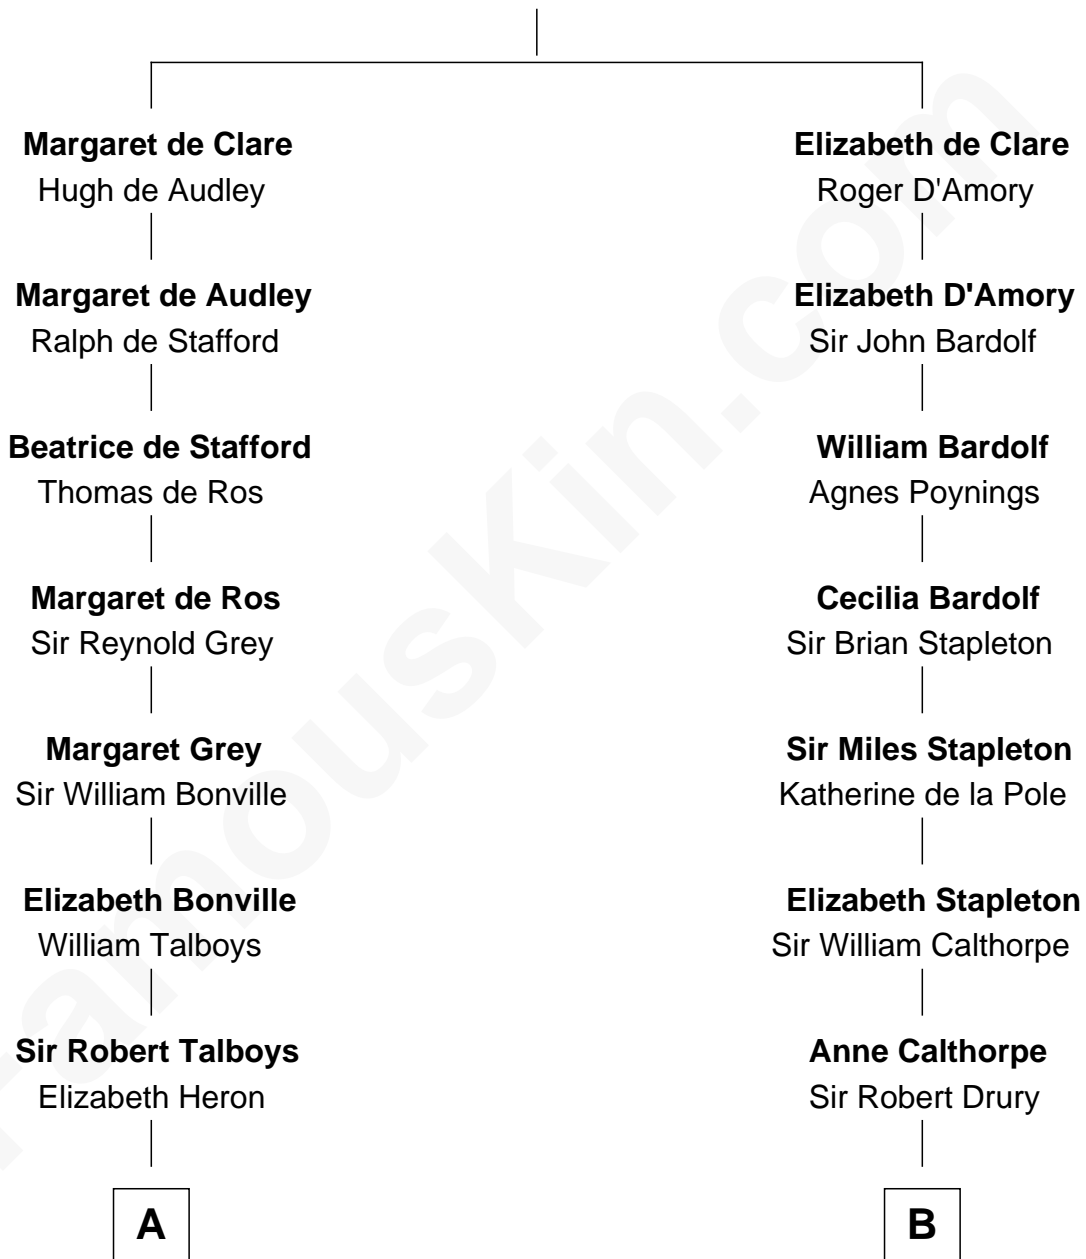 Margaret de Clare
Hugh de Audley
Margaret de Audley
Ralph de Stafford
Beatrice de Stafford
Thomas de Ros
Margaret de Ros
Sir Reynold Grey
Margaret Grey
Sir William Bonville
Elizabeth Bonville
William Talboys
Sir Robert Talboys
Elizabeth Heron
A
Elizabeth de Clare
Roger D'Amory
Elizabeth D'Amory
Sir John Bardolf
William Bardolf
Agnes Poynings
Cecilia Bardolf
Sir Brian Stapleton
Sir Miles Stapleton
Katherine de la Pole
Elizabeth Stapleton
Sir William Calthorpe
Anne Calthorpe
Sir Robert Drury
B
FamousKin.com